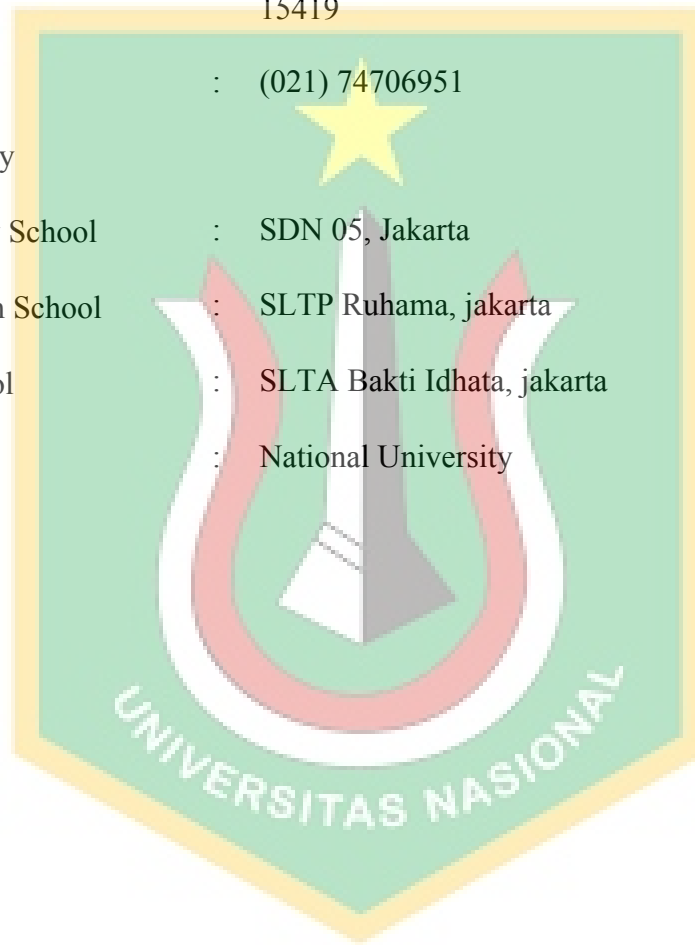 15419
: (021) 74706951
y
School : SDN 05, Jakarta
n School : SLTP Ruhama, jakarta
ol : SLTA Bakti Idhata, jakarta
: National University
UNIVERSITAS NASIONAL